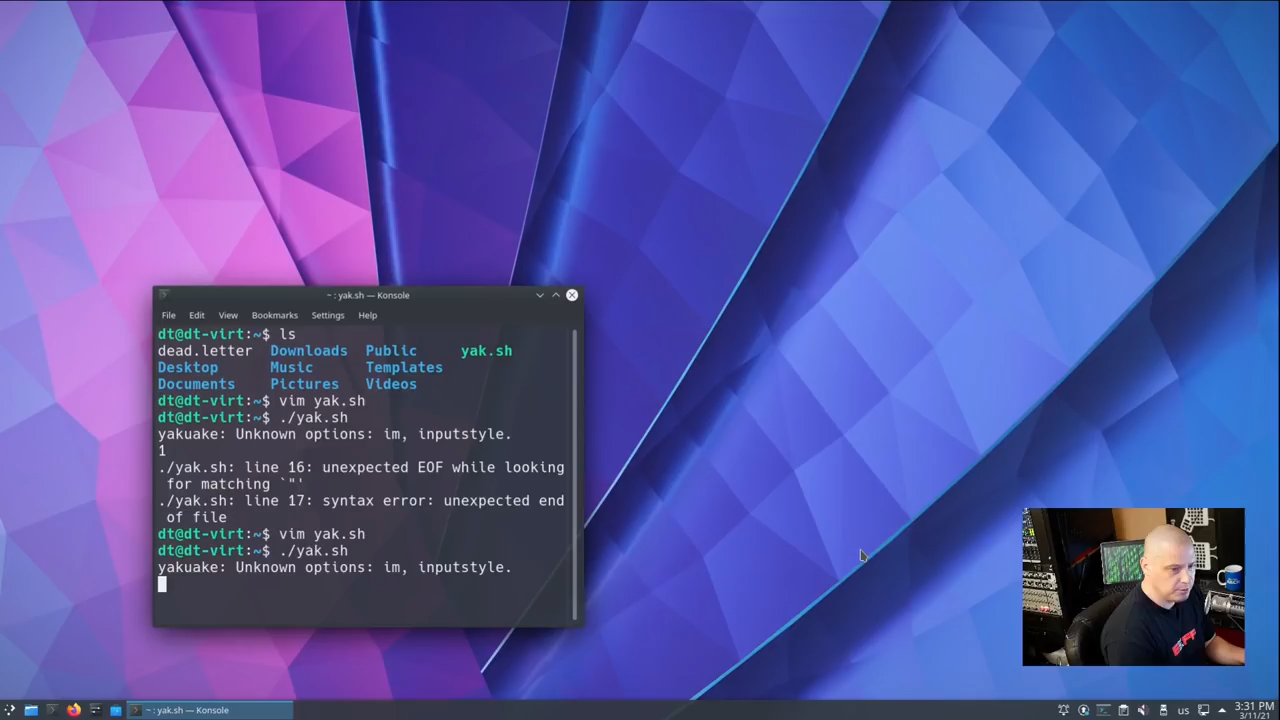 ~ : yak.sh — Konsole
File Edit View Bookmarks Settings Help
dt@dt-virt:~$ ls
dead.letter Downloads Public yak.sh
Desktop Music Templates
Documents Pictures Videos
dt@dt-virt:~$ vim yak.sh
dt@dt-virt:~$ ./yak.sh
yakuake: Unknown options: im, inputstyle.
1
./yak.sh: line 16: unexpected EOF while looking
for matching `"'
./yak.sh: line 17: syntax error: unexpected end
of file
dt@dt-virt:~$ vim yak.sh
dt@dt-virt:~$ ./yak.sh
yakuake: Unknown options: im, inputstyle.
~ : yak.sh — Konsole
us
3:31 PM
3/11/21